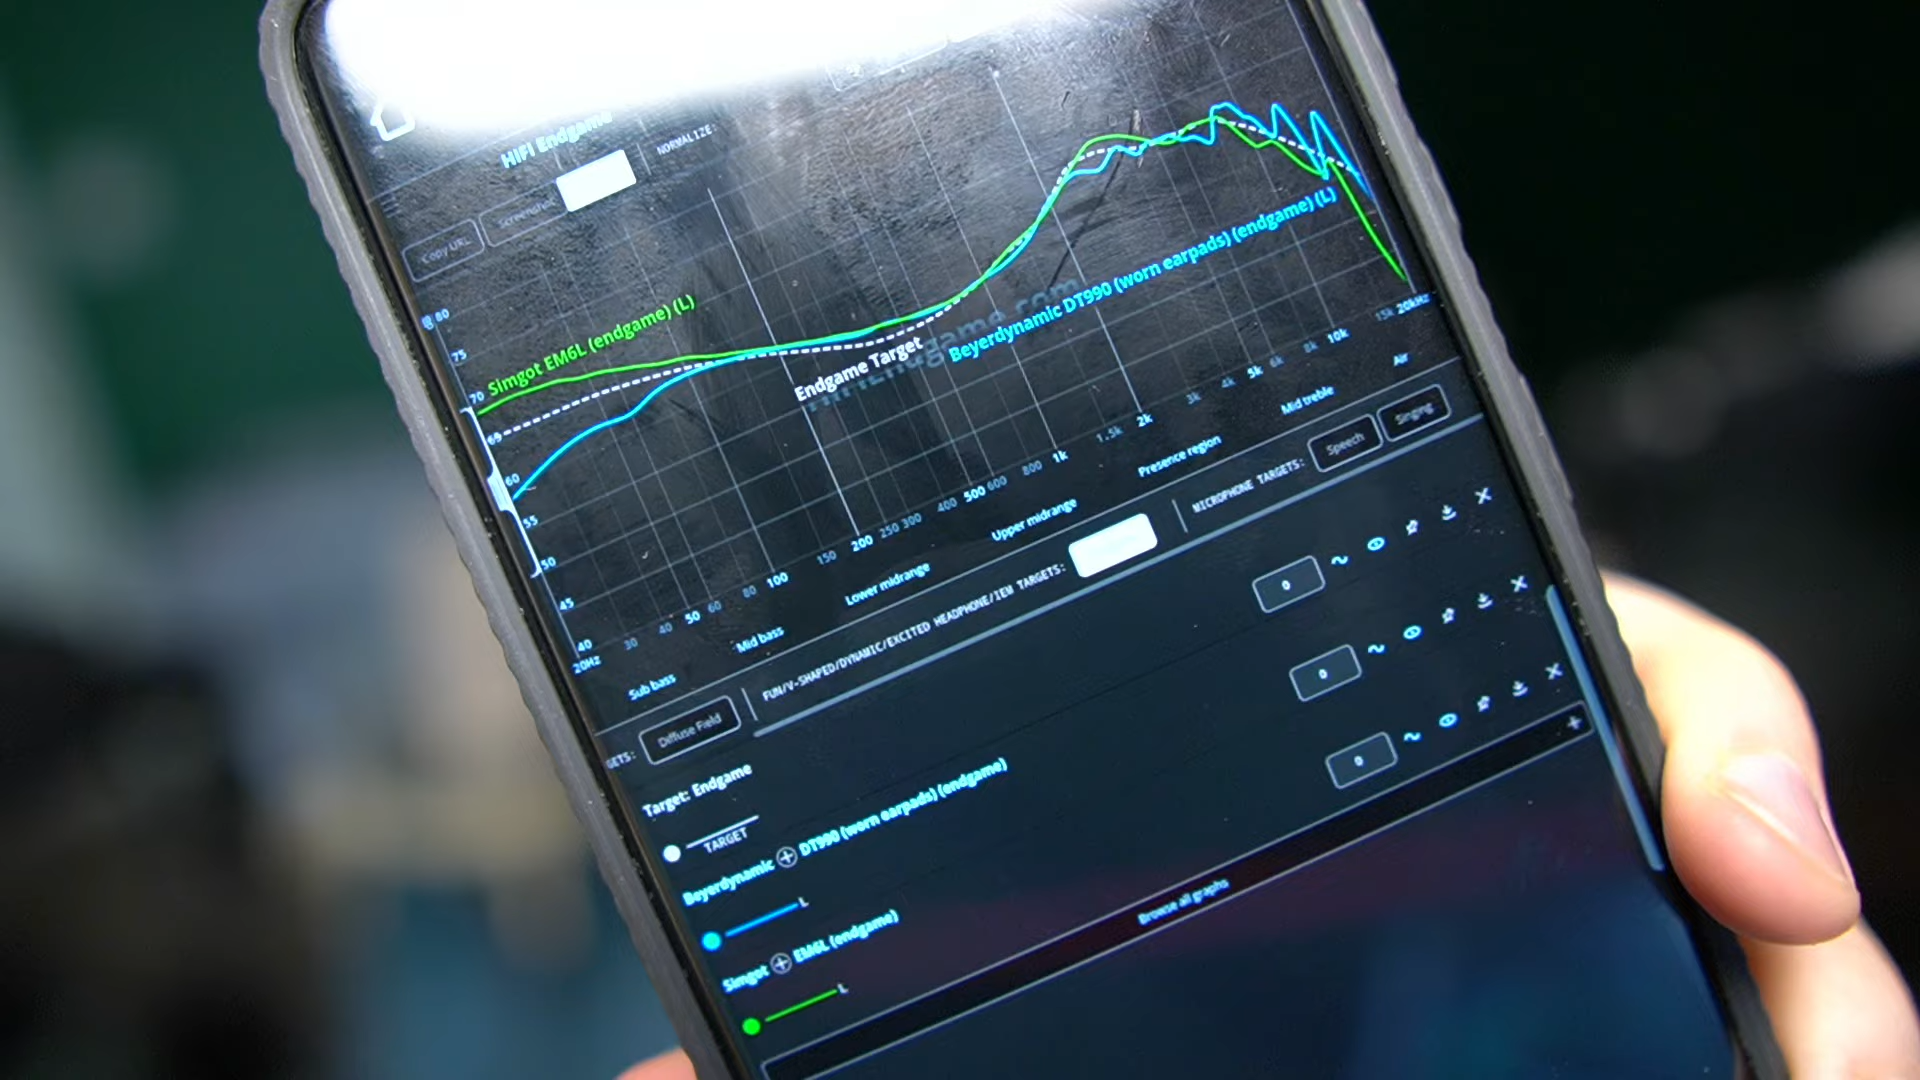 HIFI Endgame
Copy URL
Screenshot
NORMALIZE:
80
75
70
65
60
55
50
45
40
Simgot EM6L (endgame) (L)
Endgame Target
Beyerdynamic DT990 (worn earpads) (endgame) (L)
20Hz 30 40 50 60 80 100 150 200 250 300 400 500 600 800 1k 1.5k 2k 3k 4k 5k 6k 8k 10k 15k 20kHz
Sub bass Mid bass Lower midrange Upper midrange Presence region Mid treble Air
GETS: Diffuse Field FUN/V-SHAPED/DYNAMIC/EXCITED HEADPHONE/IEM TARGETS: MICROPHONE TARGETS: Speech Singing
Target: Endgame
TARGET
0
Beyerdynamic DT990 (worn earpads) (endgame)
L
0
Simgot EM6L (endgame)
L
0
Browse all graphs